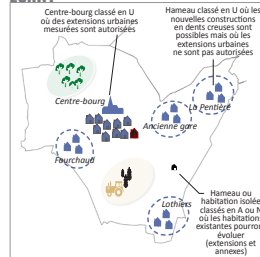 Centre-bourg classé en U
où des extensions urbaines
mesurées sont autorisées
Hameau classé en U où les
nouvelles constructions
en dents creuses sont
possibles mais où les
extensions urbaines
ne sont pas autorisées
Centre-bourg
La Pentière
Ancienne gare
Fourchaud
Lothiers
Hameau ou
habitation isolée
classés en A ou N
où les habitations
existantes pourront
évoluer
(extensions et
annexes)